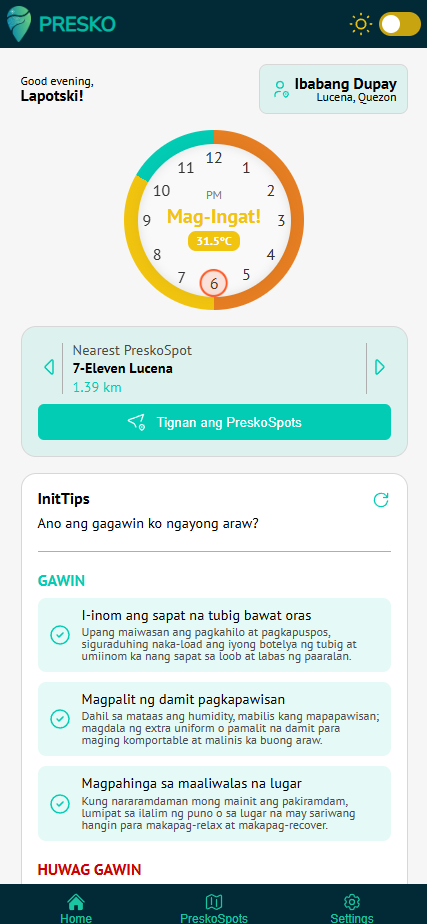 PRESKO
Good evening,
Lapotski!
Ibabang Dupay
Lucena, Quezon
12
11
1
10
2
PM
9
Mag-Ingat!
3
31.5°C
8
4
7
5
6
Nearest PreskoSpot
7-Eleven Lucena
1.39 km
Tignan ang PreskoSpots
InitTips
Ano ang gagawin ko ngayong araw?
GAWIN
I-inom ang sapat na tubig bawat oras
Upang maiwasan ang pagkahilo at pagkapuspos,
siguraduhing naka-load ang iyong botelya ng tubig at
umiinom ka nang sapat sa loob at labas ng paaralan.
Magpalit ng damit pagkapawisan
Dahil sa mataas ang humidity, mabilis kang mapapawisan;
magdala ng extra uniform o pamalit na damit para
maging komportable at malinis ka buong araw.
Magpahinga sa maaliwalas na lugar
Kung nararamdaman mong mainit ang pakiramdam,
lumipat sa ilalim ng puno o sa lugar na may sariwang
hangin para makapag-relax at makapag-recover.
HUWAG GAWIN
Home
PreskoSpots
Settings